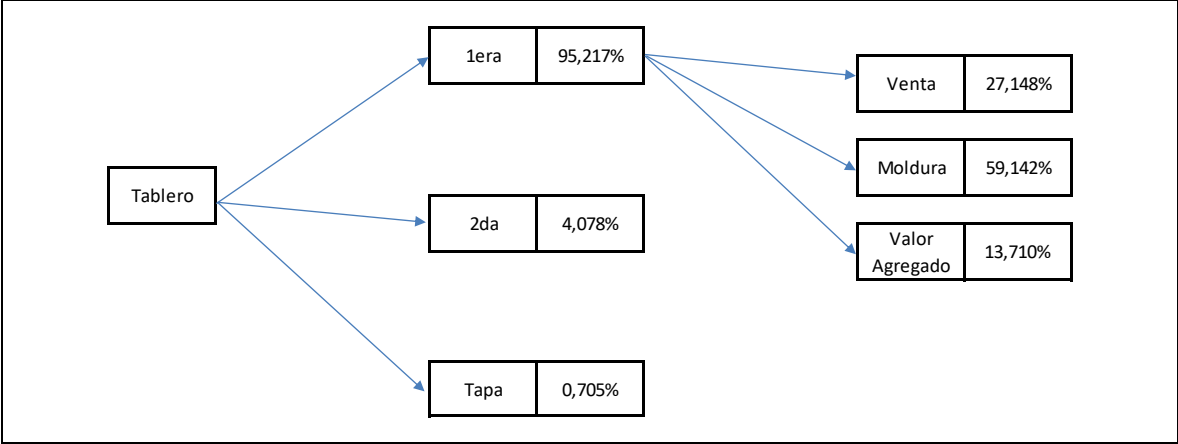 Tablero
1era 95,217%
2da 4,078%
Tapa 0,705%
Venta 27,148%
Moldura 59,142%
Valor
Agregado 13,710%